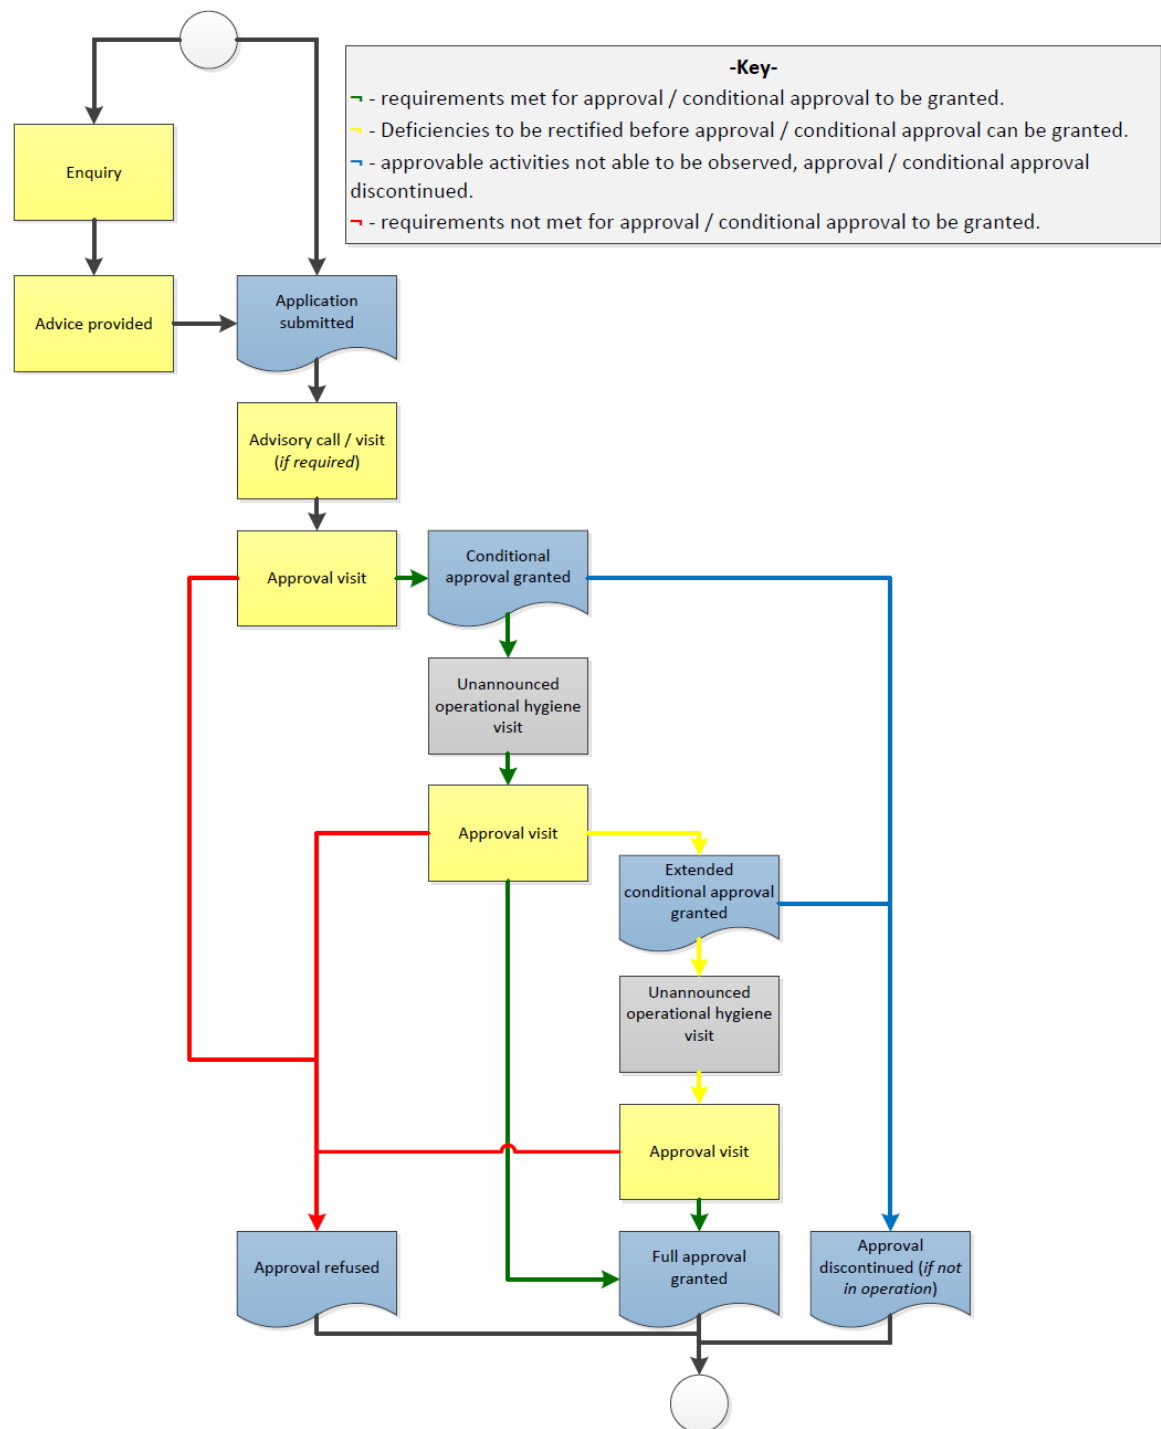 -Key-
¬ - requirements met for approval / conditional approval to be granted.
¬ - Deficiencies to be rectified before approval / conditional approval can be granted.
¬ - approvable activities not able to be observed, approval / conditional approval
discontinued.
¬ - requirements not met for approval / conditional approval to be granted.
Enquiry
Advice provided
Application
submitted
Advisory call / visit
(if required)
Approval visit
Conditional
approval granted
Unannounced
operational hygiene
visit
Approval visit
Extended
conditional approval
granted
Unannounced
operational hygiene
visit
Approval visit
Approval refused
Full approval
granted
Approval
discontinued (if not
in operation)